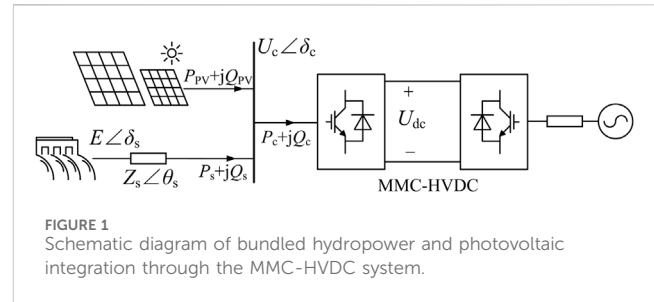 U_c∠δ_c
P_PV+jQ_PV
E∠δ_s
Z_s∠θ_s
P_s+jQ_s
P_c+jQ_c
+
U_dc
−
MMC-HVDC
FIGURE 1
Schematic diagram of bundled hydropower and photovoltaic
integration through the MMC-HVDC system.